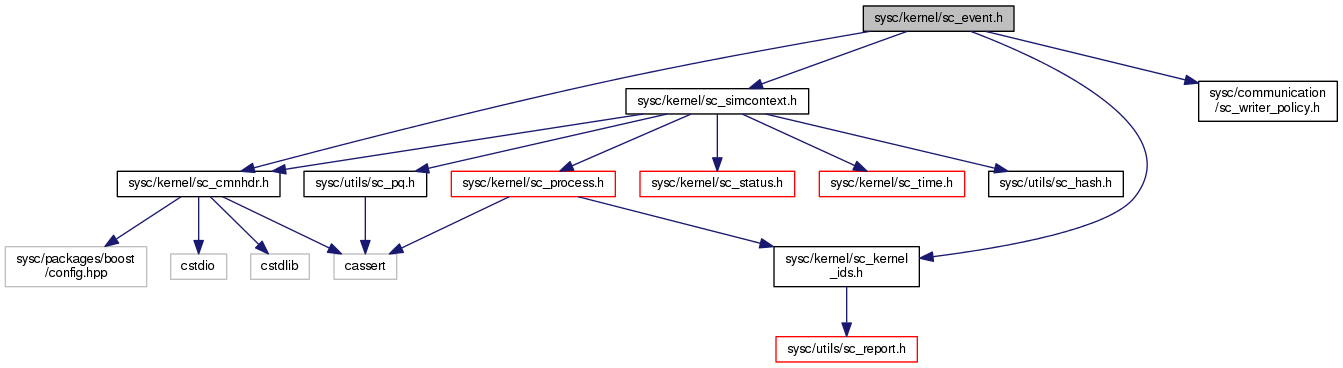 sysc/kernel/sc_event.h
sysc/kernel/sc_simcontext.h
sysc/communication
/sc_writer_policy.h
sysc/kernel/sc_cmnhdr.h
sysc/utils/sc_pq.h
sysc/kernel/sc_process.h
sysc/kernel/sc_status.h
sysc/kernel/sc_time.h
sysc/utils/sc_hash.h
sysc/packages/boost
/config.hpp
cstdio
cstdlib
cassert
sysc/kernel/sc_kernel
_ids.h
sysc/utils/sc_report.h